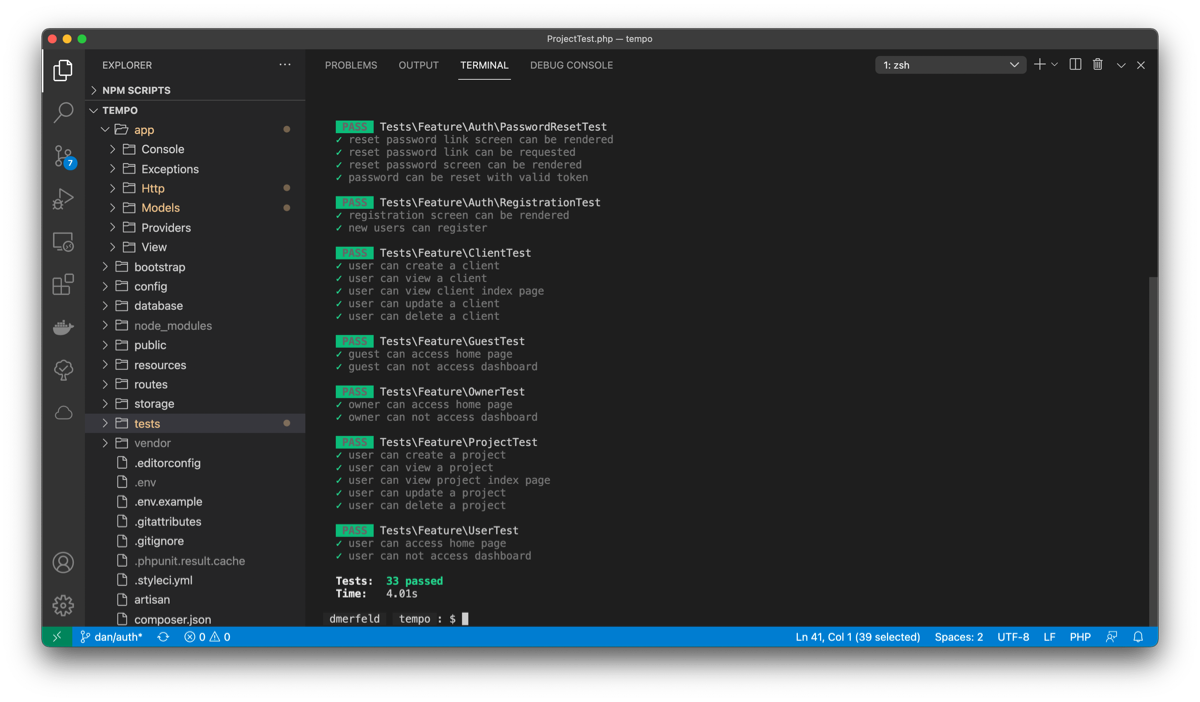 ProjectTest.php — tempo
EXPLORER
NPM SCRIPTS
TEMPO
app
Console
Exceptions
Http
Models
Providers
View
bootstrap
config
database
node_modules
public
resources
routes
storage
tests
vendor
.editorconfig
.env
.env.example
.gitattributes
.gitignore
.phpunit.result.cache
.styleci.yml
artisan
composer.json
7
PROBLEMS OUTPUT TERMINAL DEBUG CONSOLE
1: zsh
PASS Tests\Feature\Auth\PasswordResetTest
✓ reset password link screen can be rendered
✓ reset password link can be requested
✓ reset password screen can be rendered
✓ password can be reset with valid token
PASS Tests\Feature\Auth\RegistrationTest
✓ registration screen can be rendered
✓ new users can register
PASS Tests\Feature\ClientTest
✓ user can create a client
✓ user can view a client
✓ user can view client index page
✓ user can update a client
✓ user can delete a client
PASS Tests\Feature\GuestTest
✓ guest can access home page
✓ guest can not access dashboard
PASS Tests\Feature\OwnerTest
✓ owner can access home page
✓ owner can not access dashboard
PASS Tests\Feature\ProjectTest
✓ user can create a project
✓ user can view a project
✓ user can view project index page
✓ user can update a project
✓ user can delete a project
PASS Tests\Feature\UserTest
✓ user can access home page
✓ user can not access dashboard
Tests: 33 passed
Time: 4.01s
dmerfeld tempo : $
dan/auth* 0 0 Ln 41, Col 1 (39 selected) Spaces: 2 UTF-8 LF PHP